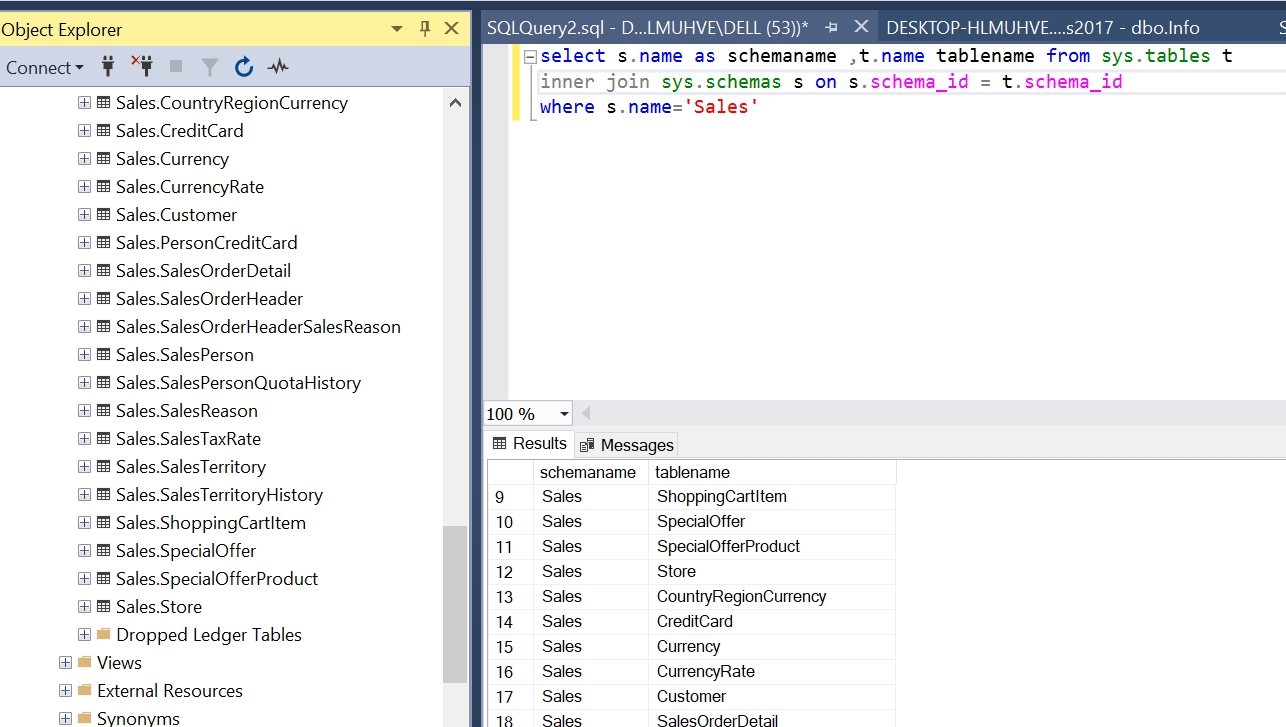 Object Explorer
Connect
Sales.CountryRegionCurrency
Sales.CreditCard
Sales.Currency
Sales.CurrencyRate
Sales.Customer
Sales.PersonCreditCard
Sales.SalesOrderDetail
Sales.SalesOrderHeader
Sales.SalesOrderHeaderSalesReason
Sales.SalesPerson
Sales.SalesPersonQuotaHistory
Sales.SalesReason
Sales.SalesTaxRate
Sales.SalesTerritory
Sales.SalesTerritoryHistory
Sales.ShoppingCartItem
Sales.SpecialOffer
Sales.SpecialOfferProduct
Sales.Store
Dropped Ledger Tables
Views
External Resources
Synonyms
SQLQuery2.sql - D...LMUHVE\DELL (53))* DESKTOP-HLMUHVE....s2017 - dbo.Info S
select s.name as schemaname ,t.name tablename from sys.tables t
inner join sys.schemas s on s.schema_id = t.schema_id
where s.name='Sales'
100 %
Results Messages
schemaname tablename
9 Sales ShoppingCartItem
10 Sales SpecialOffer
11 Sales SpecialOfferProduct
12 Sales Store
13 Sales CountryRegionCurrency
14 Sales CreditCard
15 Sales Currency
16 Sales CurrencyRate
17 Sales Customer
18 Sales SalesOrderDetail